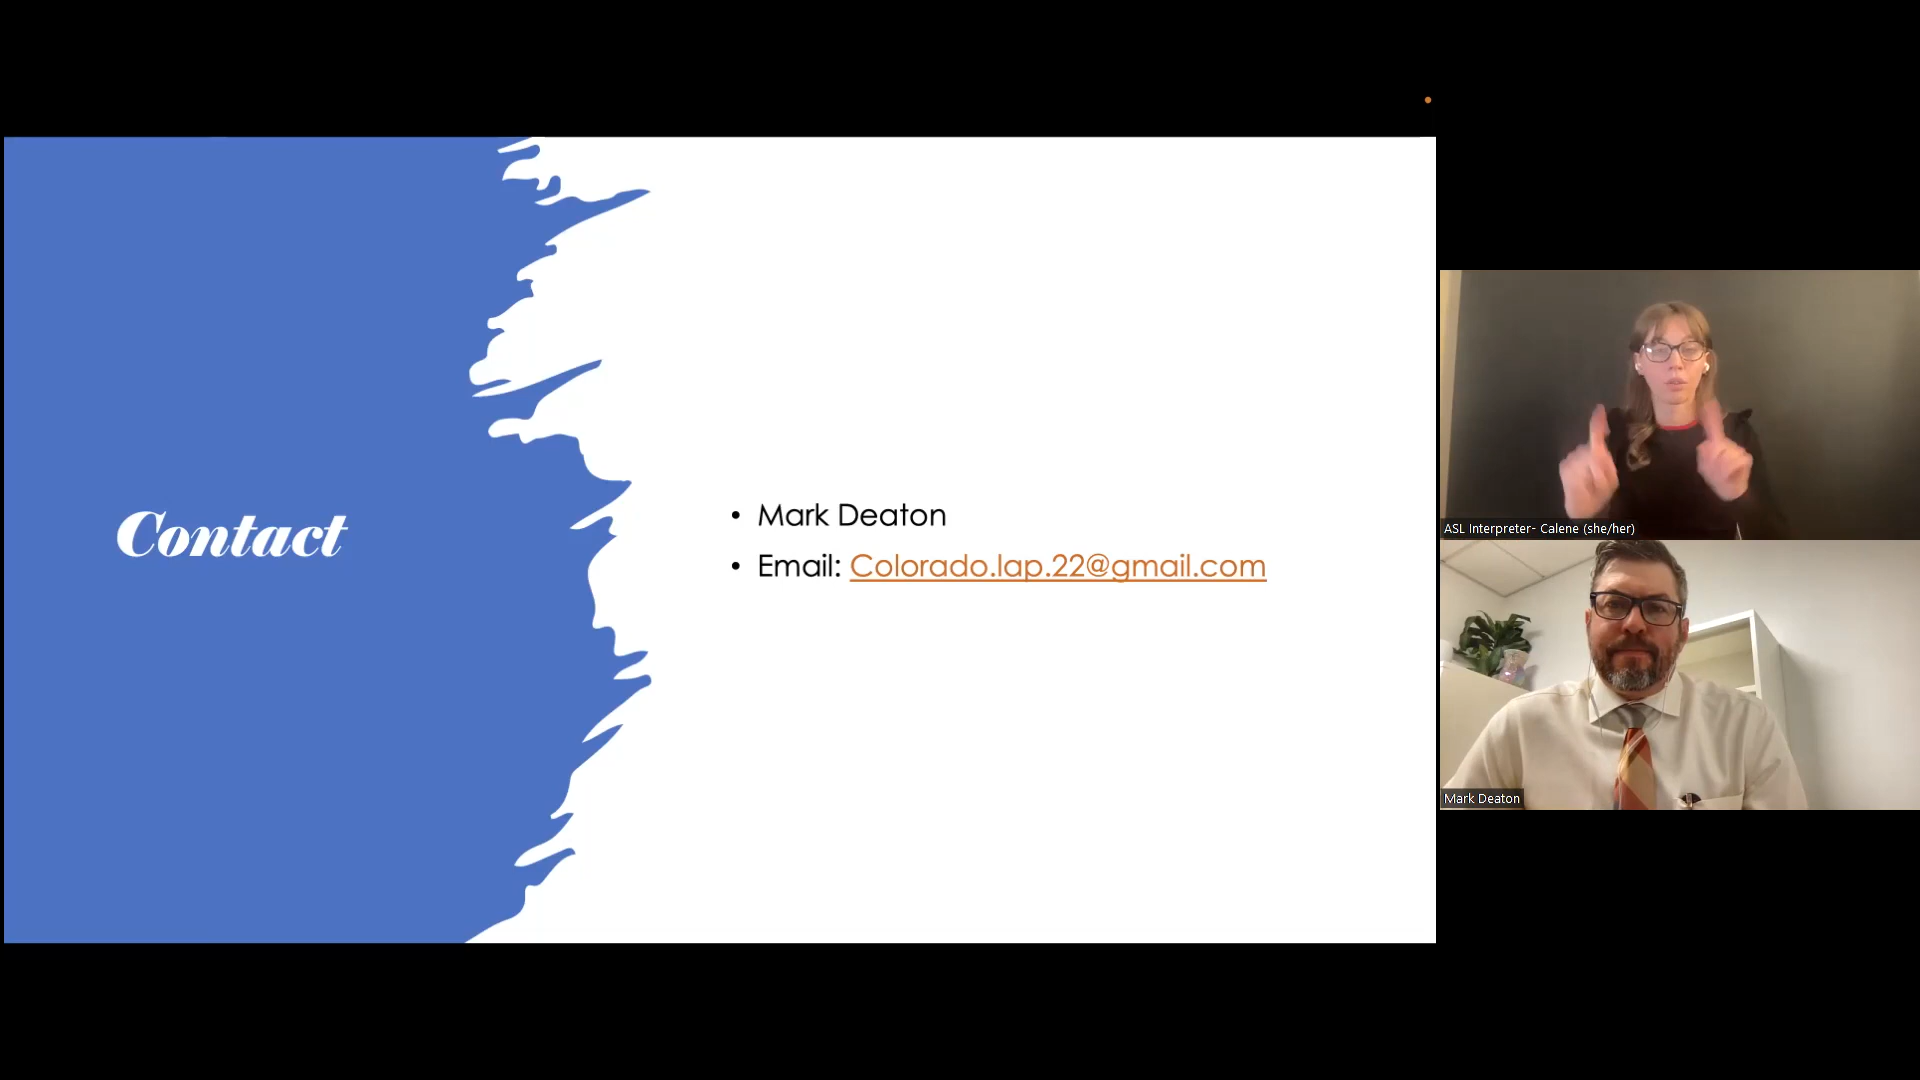 Contact
• Mark Deaton
• Email: Colorado.lap.22@gmail.com
ASL Interpreter- Calene (she/her)
Mark Deaton